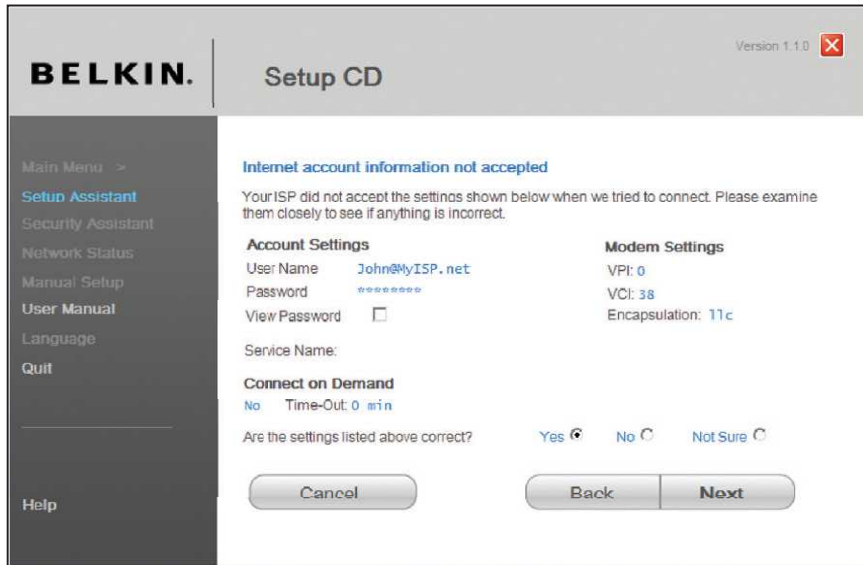 BELKIN.
Setup CD
Version 1.1.0
Main Menu >
Setup Assistant
Security Assistant
Network Status
Manual Setup
User Manual
Language
Quit
Help
Internet account information not accepted
Your ISP did not accept the settings shown below when we tried to connect. Please examine
them closely to see if anything is incorrect.
Account Settings
User Name John@MyISP.net
Password ********
View Password
Service Name:
Modem Settings
VPI: 0
VCI: 38
Encapsulation: llc
Connect on Demand
No Time-Out: 0 min
Are the settings listed above correct? Yes No Not Sure
Cancel
Back
Next